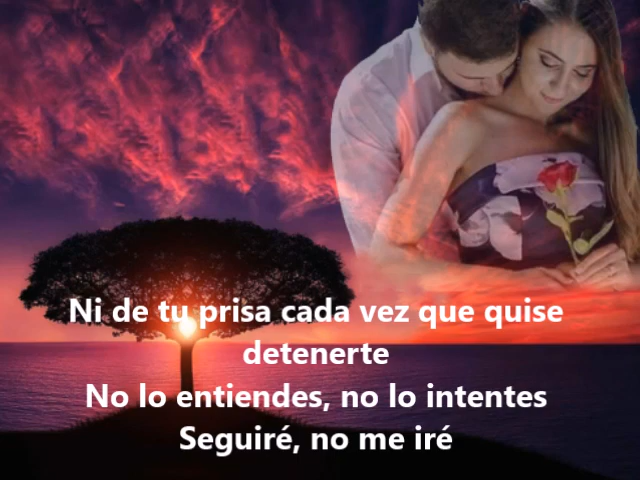 Ni de tu prisa cada vez que quise
detenerte
No lo entiendes, no lo intentes
Seguiré, no me iré